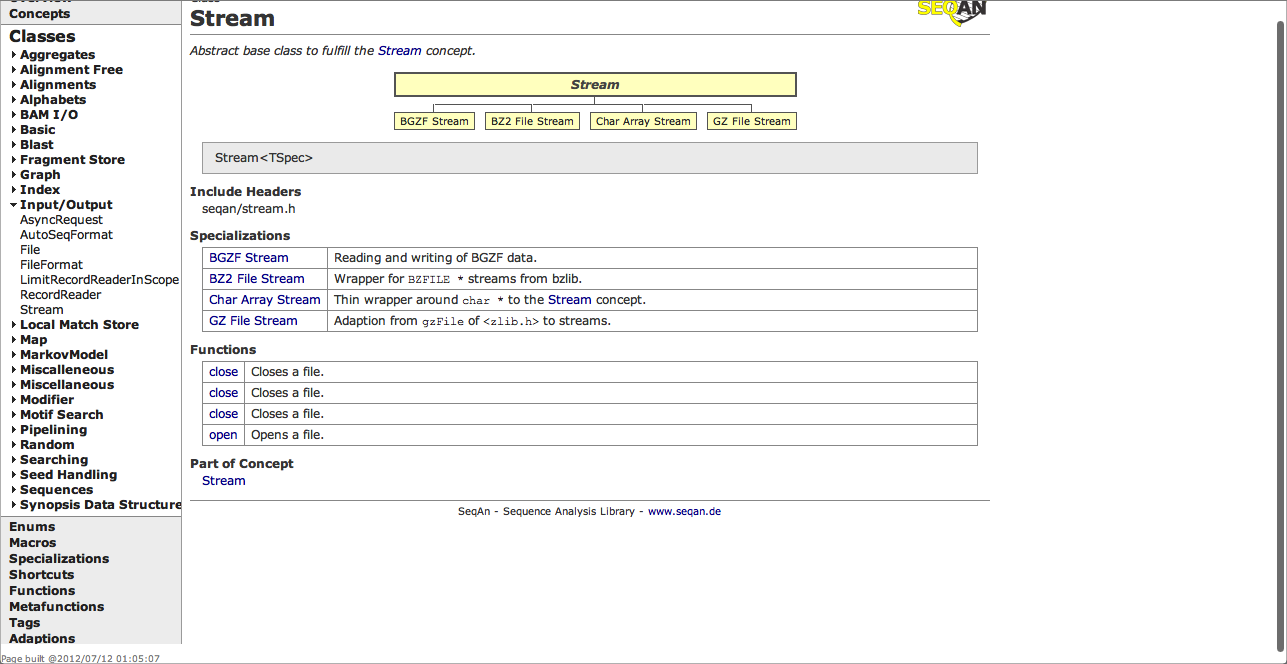 Concepts
Classes
Aggregates
Alignment Free
Alignments
Alphabets
BAM I/O
Basic
Blast
Fragment Store
Graph
Index
Input/Output
AsyncRequest
AutoSeqFormat
File
FileFormat
LimitRecordReaderInScope
RecordReader
Stream
Local Match Store
Map
MarkovModel
Miscalleneous
Miscellaneous
Modifier
Motif Search
Pipelining
Random
Searching
Seed Handling
Sequences
Synopsis Data Structure
Enums
Macros
Specializations
Shortcuts
Functions
Metafunctions
Tags
Adaptions
Page built @2012/07/12 01:05:07
SEQAN
Stream
Abstract base class to fulfill the Stream concept.
Stream
BGZF Stream BZ2 File Stream Char Array Stream GZ File Stream
Stream<TSpec>
Include Headers
seqan/stream.h
Specializations
BGZF Stream Reading and writing of BGZF data.
BZ2 File Stream Wrapper for BZFILE * streams from bzlib.
Char Array Stream Thin wrapper around char * to the Stream concept.
GZ File Stream Adaption from gzFile of <zlib.h> to streams.
Functions
close Closes a file.
close Closes a file.
close Closes a file.
open Opens a file.
Part of Concept
Stream
SeqAn - Sequence Analysis Library - www.seqan.de